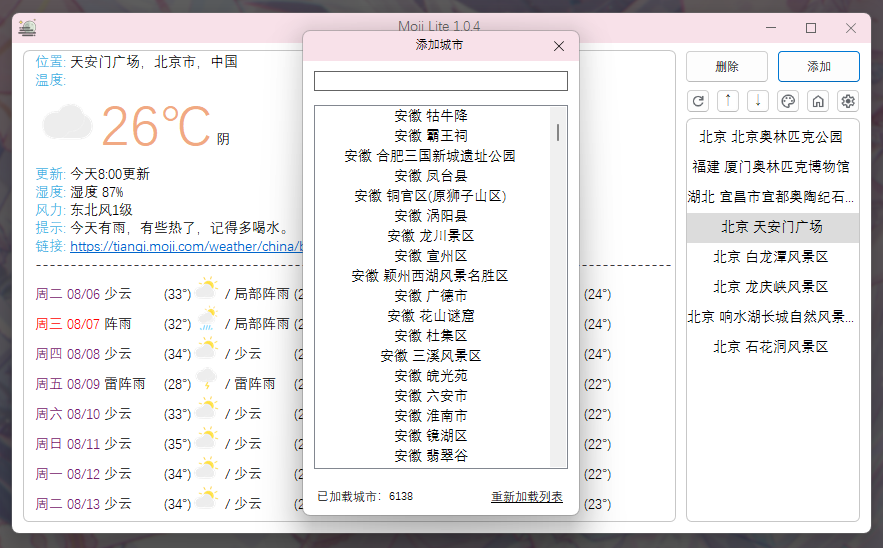 Moji Lite 1.0.4
位置: 天安门广场，北京市，中国
温度:
26℃ 阴
更新: 今天8:00更新
湿度: 湿度 87%
风力: 东北风1级
提示: 今天有雨，有些热了，记得多喝水。
链接: https://tianqi.moji.com/weather/china/b
周二 08/06 少云 (33°) / 局部阵雨 (2 (24°)
周三 08/07 阵雨 (32°) / 局部阵雨 (2 (24°)
周四 08/08 少云 (34°) / 少云 (2 (24°)
周五 08/09 雷阵雨 (28°) / 雷阵雨 (2 (22°)
周六 08/10 少云 (33°) / 少云 (2 (22°)
周日 08/11 少云 (35°) / 少云 (2 (22°)
周一 08/12 少云 (34°) / 少云 (2 (22°)
周二 08/13 少云 (34°) / 少云 (2 (23°)
添加城市
安徽 牯牛降
安徽 霸王祠
安徽 合肥三国新城遗址公园
安徽 凤台县
安徽 铜官区(原狮子山区)
安徽 涡阳县
安徽 龙川景区
安徽 宣州区
安徽 颍州西湖风景名胜区
安徽 广德市
安徽 花山谜窟
安徽 杜集区
安徽 三溪风景区
安徽 皖光苑
安徽 六安市
安徽 淮南市
安徽 镜湖区
安徽 翡翠谷
已加载城市: 6138
重新加载列表
删除
添加
北京 北京奥林匹克公园
福建 厦门奥林匹克博物馆
湖北 宜昌市宜都奥陶纪石...
北京 天安门广场
北京 白龙潭风景区
北京 龙庆峡风景区
北京 响水湖长城自然风景...
北京 石花洞风景区